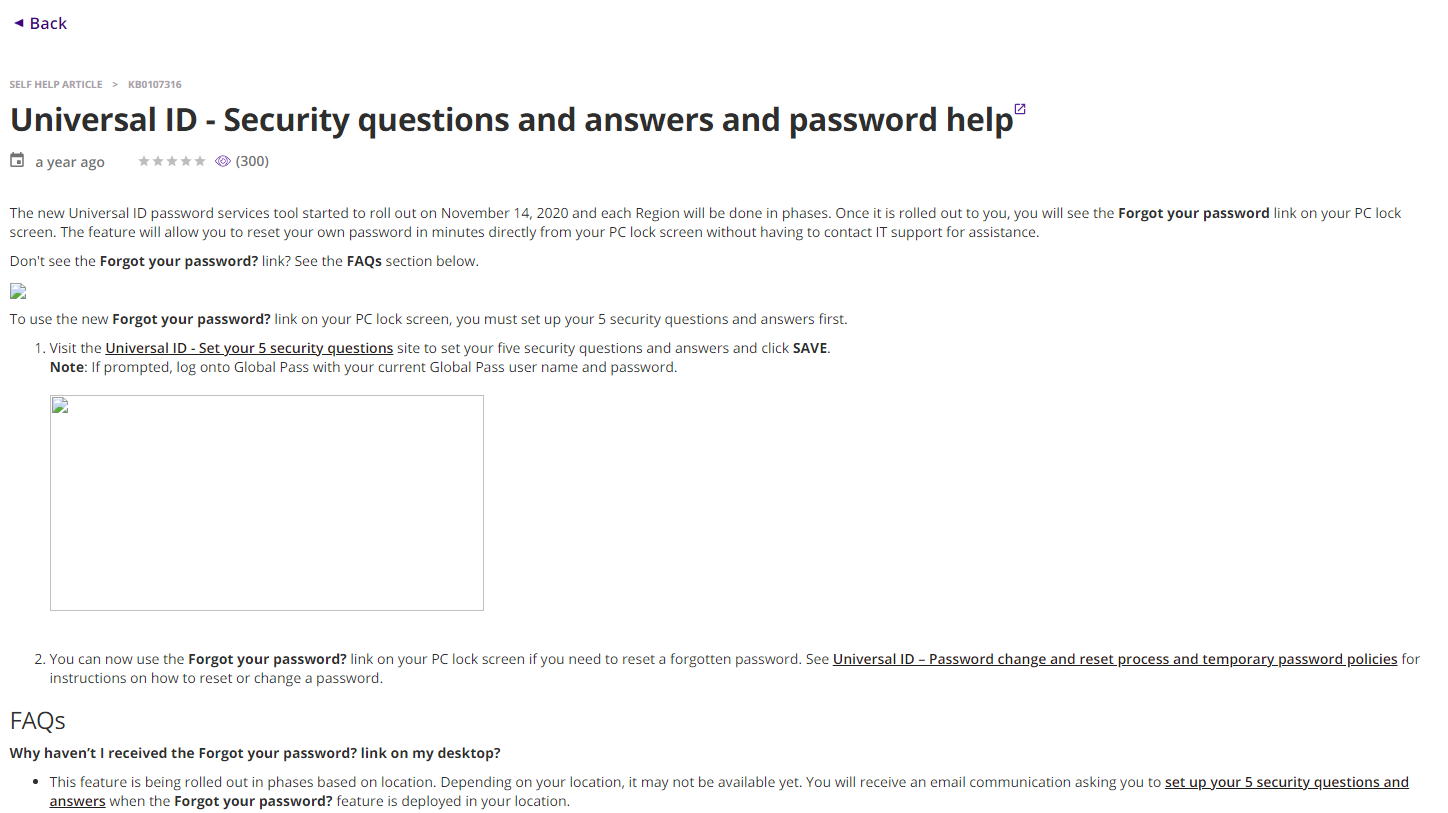 ◄ Back
SELF HELP ARTICLE > KB0107316
Universal ID - Security questions and answers and password help
a year ago ★★★★★ (300)
The new Universal ID password services tool started to roll out on November 14, 2020 and each Region will be done in phases. Once it is rolled out to you, you will see the Forgot your password link on your PC lock
screen. The feature will allow you to reset your own password in minutes directly from your PC lock screen without having to contact IT support for assistance.
Don't see the Forgot your password? link? See the FAQs section below.
To use the new Forgot your password? link on your PC lock screen, you must set up your 5 security questions and answers first.
1. Visit the Universal ID - Set your 5 security questions site to set your five security questions and answers and click SAVE.
Note: If prompted, log onto Global Pass with your current Global Pass user name and password.
2. You can now use the Forgot your password? link on your PC lock screen if you need to reset a forgotten password. See Universal ID – Password change and reset process and temporary password policies for
instructions on how to reset or change a password.
FAQs
Why haven’t I received the Forgot your password? link on my desktop?
• This feature is being rolled out in phases based on location. Depending on your location, it may not be available yet. You will receive an email communication asking you to set up your 5 security questions and
answers when the Forgot your password? feature is deployed in your location.